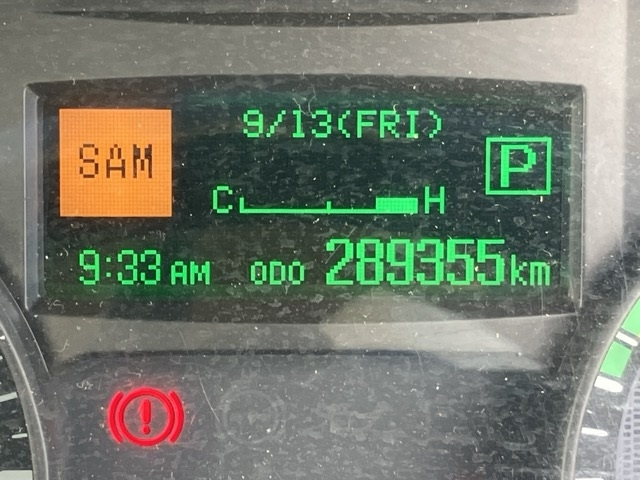 9/13(FRI)
SAM
P
C H
9:33 AM ODO 289355km